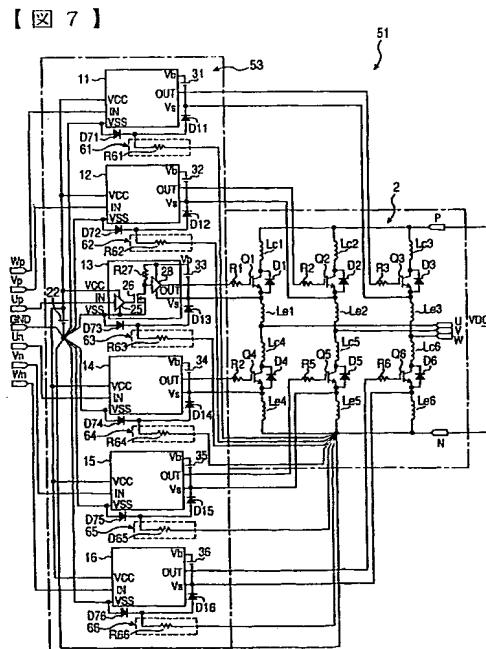 【図7】
51
53
11
Vb
31
OUT
Vs
VCC
IN
VSS
D71
D11
61
R61
12
Vb
32
OUT
Vs
VCC
IN
VSS
D72
D12
62
R62
2
P
Lc1
Lc2
Lc3
R1
Q1
D1
R2
Q2
D2
R3
Q3
D3
Le1
Le2
Le3
VDC
U
V
W
Wp
Vp
Up
GND
Un
Vn
Wn
22
13
R27
28
Vb
33
26
OUT
VCC
IN
25
Vs
VSS
D73
D13
63
R63
14
Vb
34
OUT
Vs
VCC
IN
VSS
D74
D14
64
R64
Lc4
Lc5
Lc6
R2
Q4
D4
R5
Q5
D5
R6
Q6
D6
Le4
Le5
Le6
N
15
Vb
35
OUT
Vs
VCC
IN
VSS
D75
D15
65
D65
16
Vb
36
OUT
Vs
VCC
IN
VSS
D76
D16
66
R66